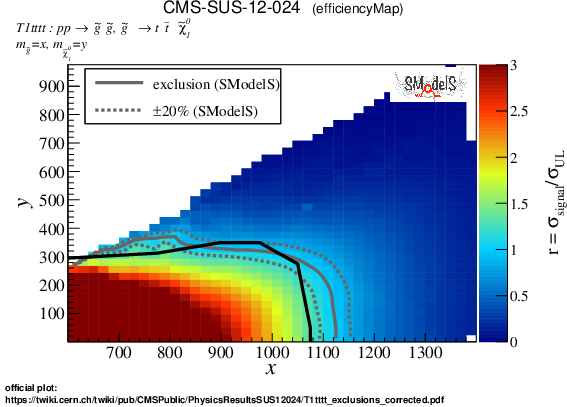 CMS-SUS-12-024 (efficiencyMap)
T1tttt : pp → g̃ g̃, g̃ → t t̄ χ̃₁⁰
m_g̃=x, m_χ̃₁⁰=y
exclusion (SModelS)
±20% (SModelS)
SModelS
900
800
700
600
500
400
300
200
100
y
700 800 900 1000 1100 1200 1300
x
3
2.5
2
1.5
1
0.5
0
r = σ_signal/σ_UL
official plot:
https://twiki.cern.ch/twiki/pub/CMSPublic/PhysicsResultsSUS12024/T1tttt_exclusions_corrected.pdf